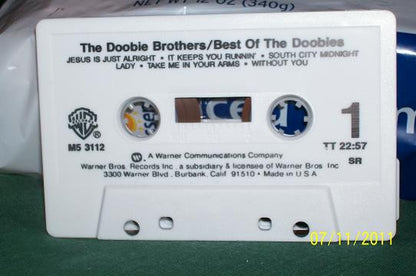 NET WT 12 OZ (340g)
The Doobie Brothers/Best Of The Doobies
JESUS IS JUST ALRIGHT • IT KEEPS YOU RUNNIN' • SOUTH CITY MIDNIGHT
LADY • TAKE ME IN YOUR ARMS • WITHOUT YOU
1
M5 3112
TT 22:57
SR
A Warner Communications Company
Warner Bros. Records Inc., a subsidiary & licensee of Warner Bros. Inc.
3300 Warner Blvd., Burbank, Calif. 91510 • Made in U.S.A.
07/11/2011